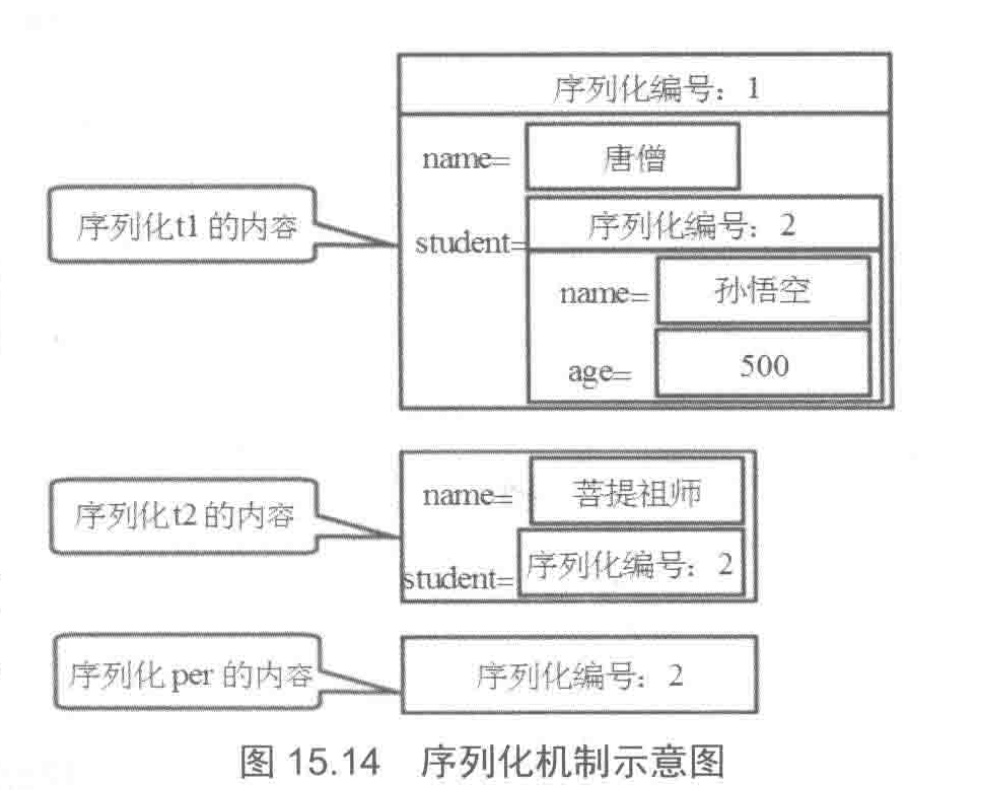 序列化编号：1
name=
唐僧
序列化t1 的内容
student=
序列化编号：2
name=
孙悟空
age=
500
序列化t2 的内容
name=
菩提祖师
student=
序列化编号：2
序列化 per 的内容
序列化编号：2
图 15.14 序列化机制示意图